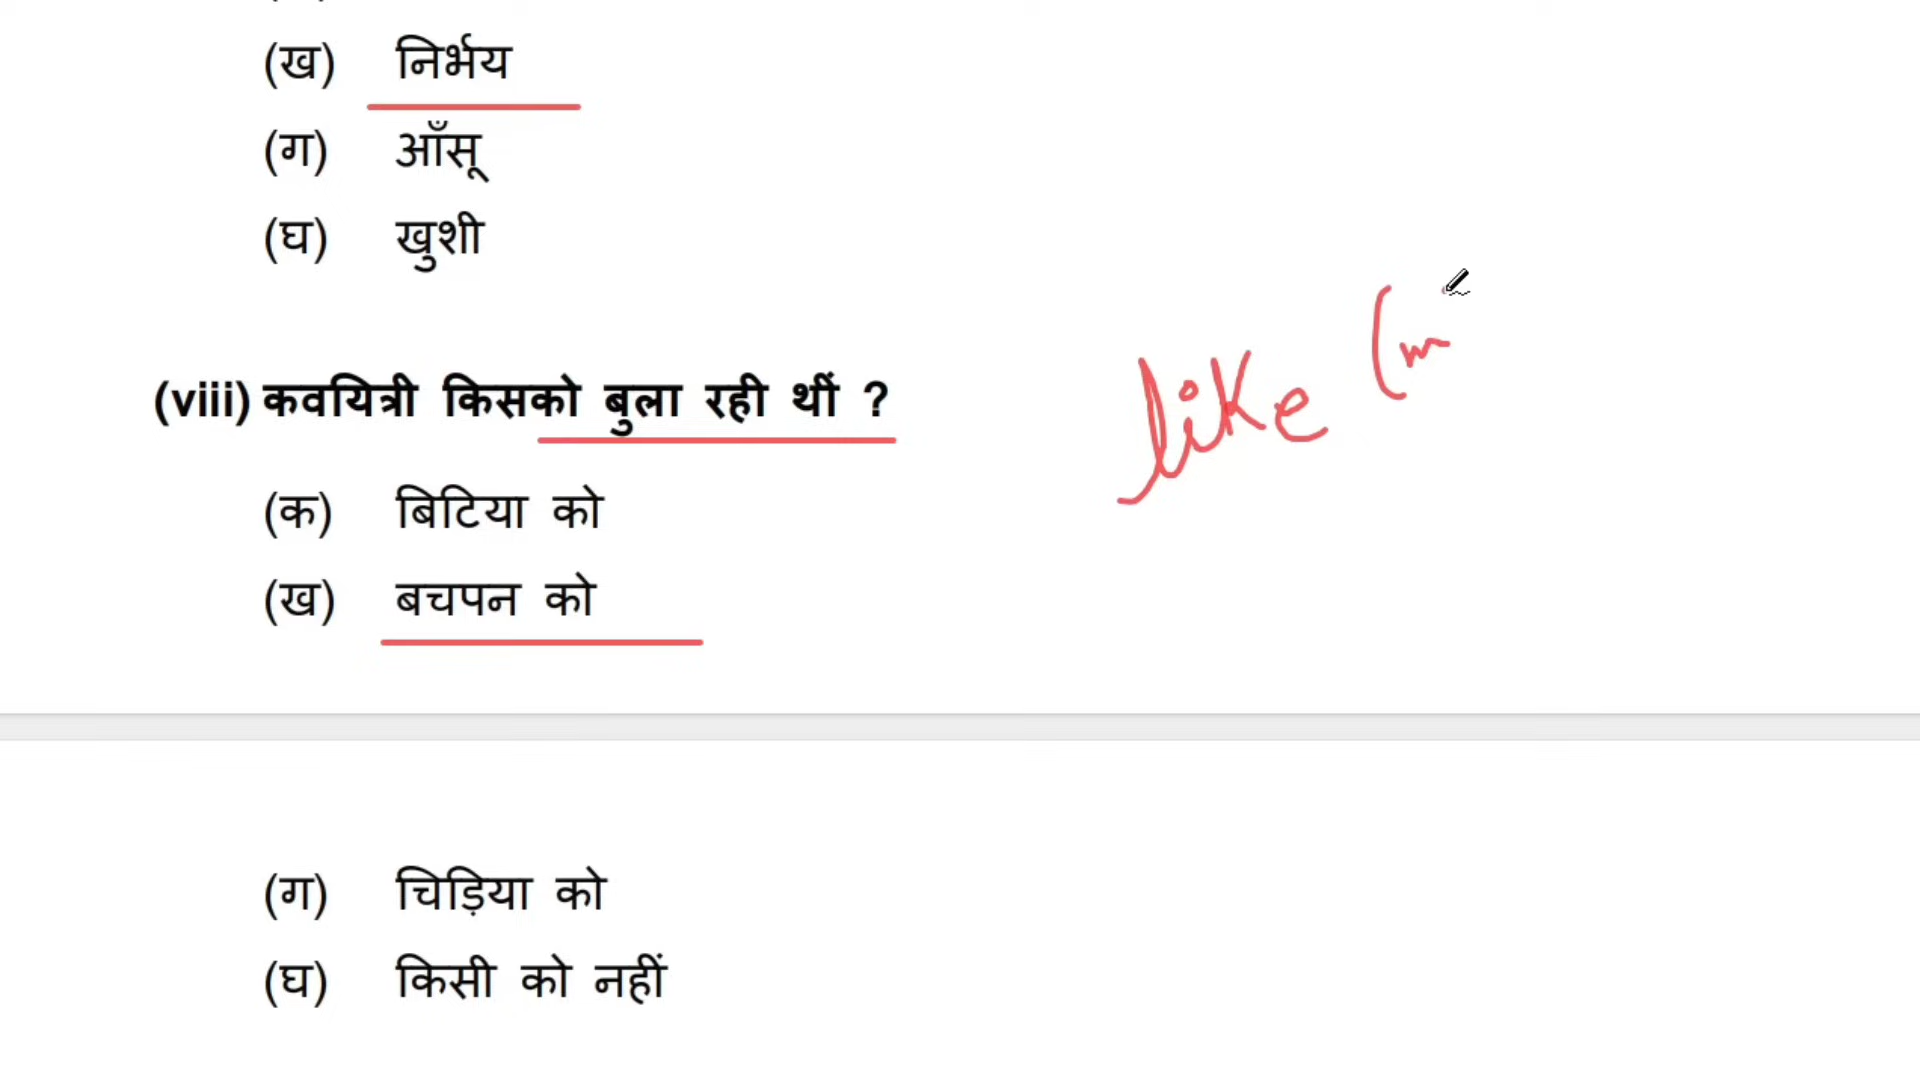 (ख) निर्भय
(ग) आँसू
(घ) खुशी
(viii) कवयित्री किसको बुला रही थीं ?
like (m
(क) बिटिया को
(ख) बचपन को
(ग) चिड़िया को
(घ) किसी को नहीं